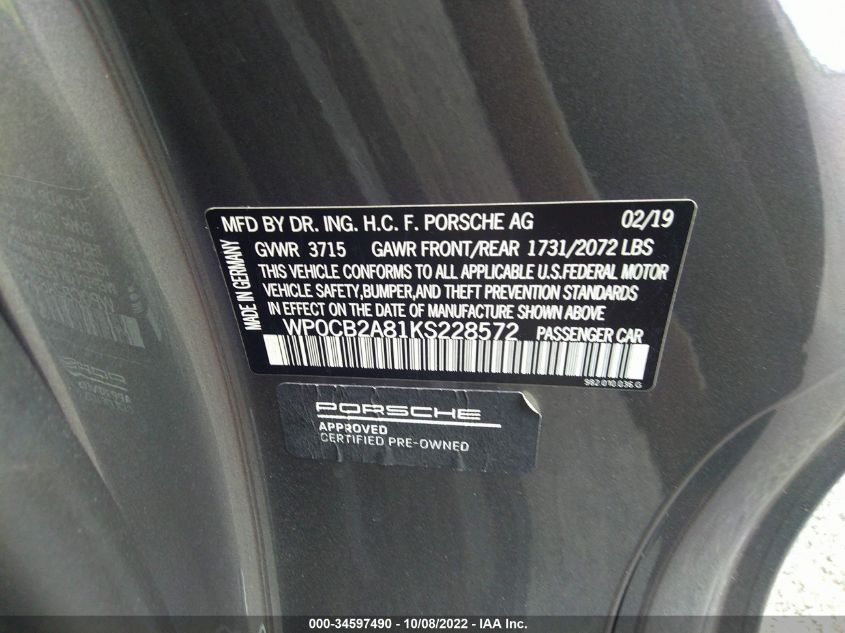 MFD BY DR. ING. H.C. F. PORSCHE AG 02/19
GVWR 3715 GAWR FRONT/REAR 1731/2072 LBS
THIS VEHICLE CONFORMS TO ALL APPLICABLE U.S.FEDERAL MOTOR
VEHICLE SAFETY,BUMPER,AND THEFT PREVENTION STANDARDS
IN EFFECT ON THE DATE OF MANUFACTURE SHOWN ABOVE
MADE IN GERMANY
WP0CB2A81KS228572 PASSENGER CAR
982.010.036.G
PORSCHE
APPROVED
CERTIFIED PRE-OWNED
000-34597490 - 10/08/2022 - IAA Inc.